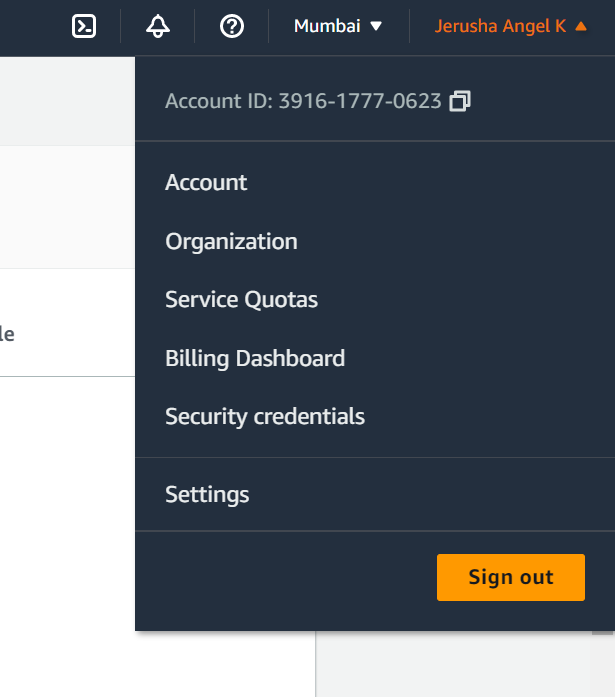 Mumbai ▼ Jerusha Angel K ▲
Account ID: 3916-1777-0623
Account
Organization
Service Quotas
le
Billing Dashboard
Security credentials
Settings
Sign out